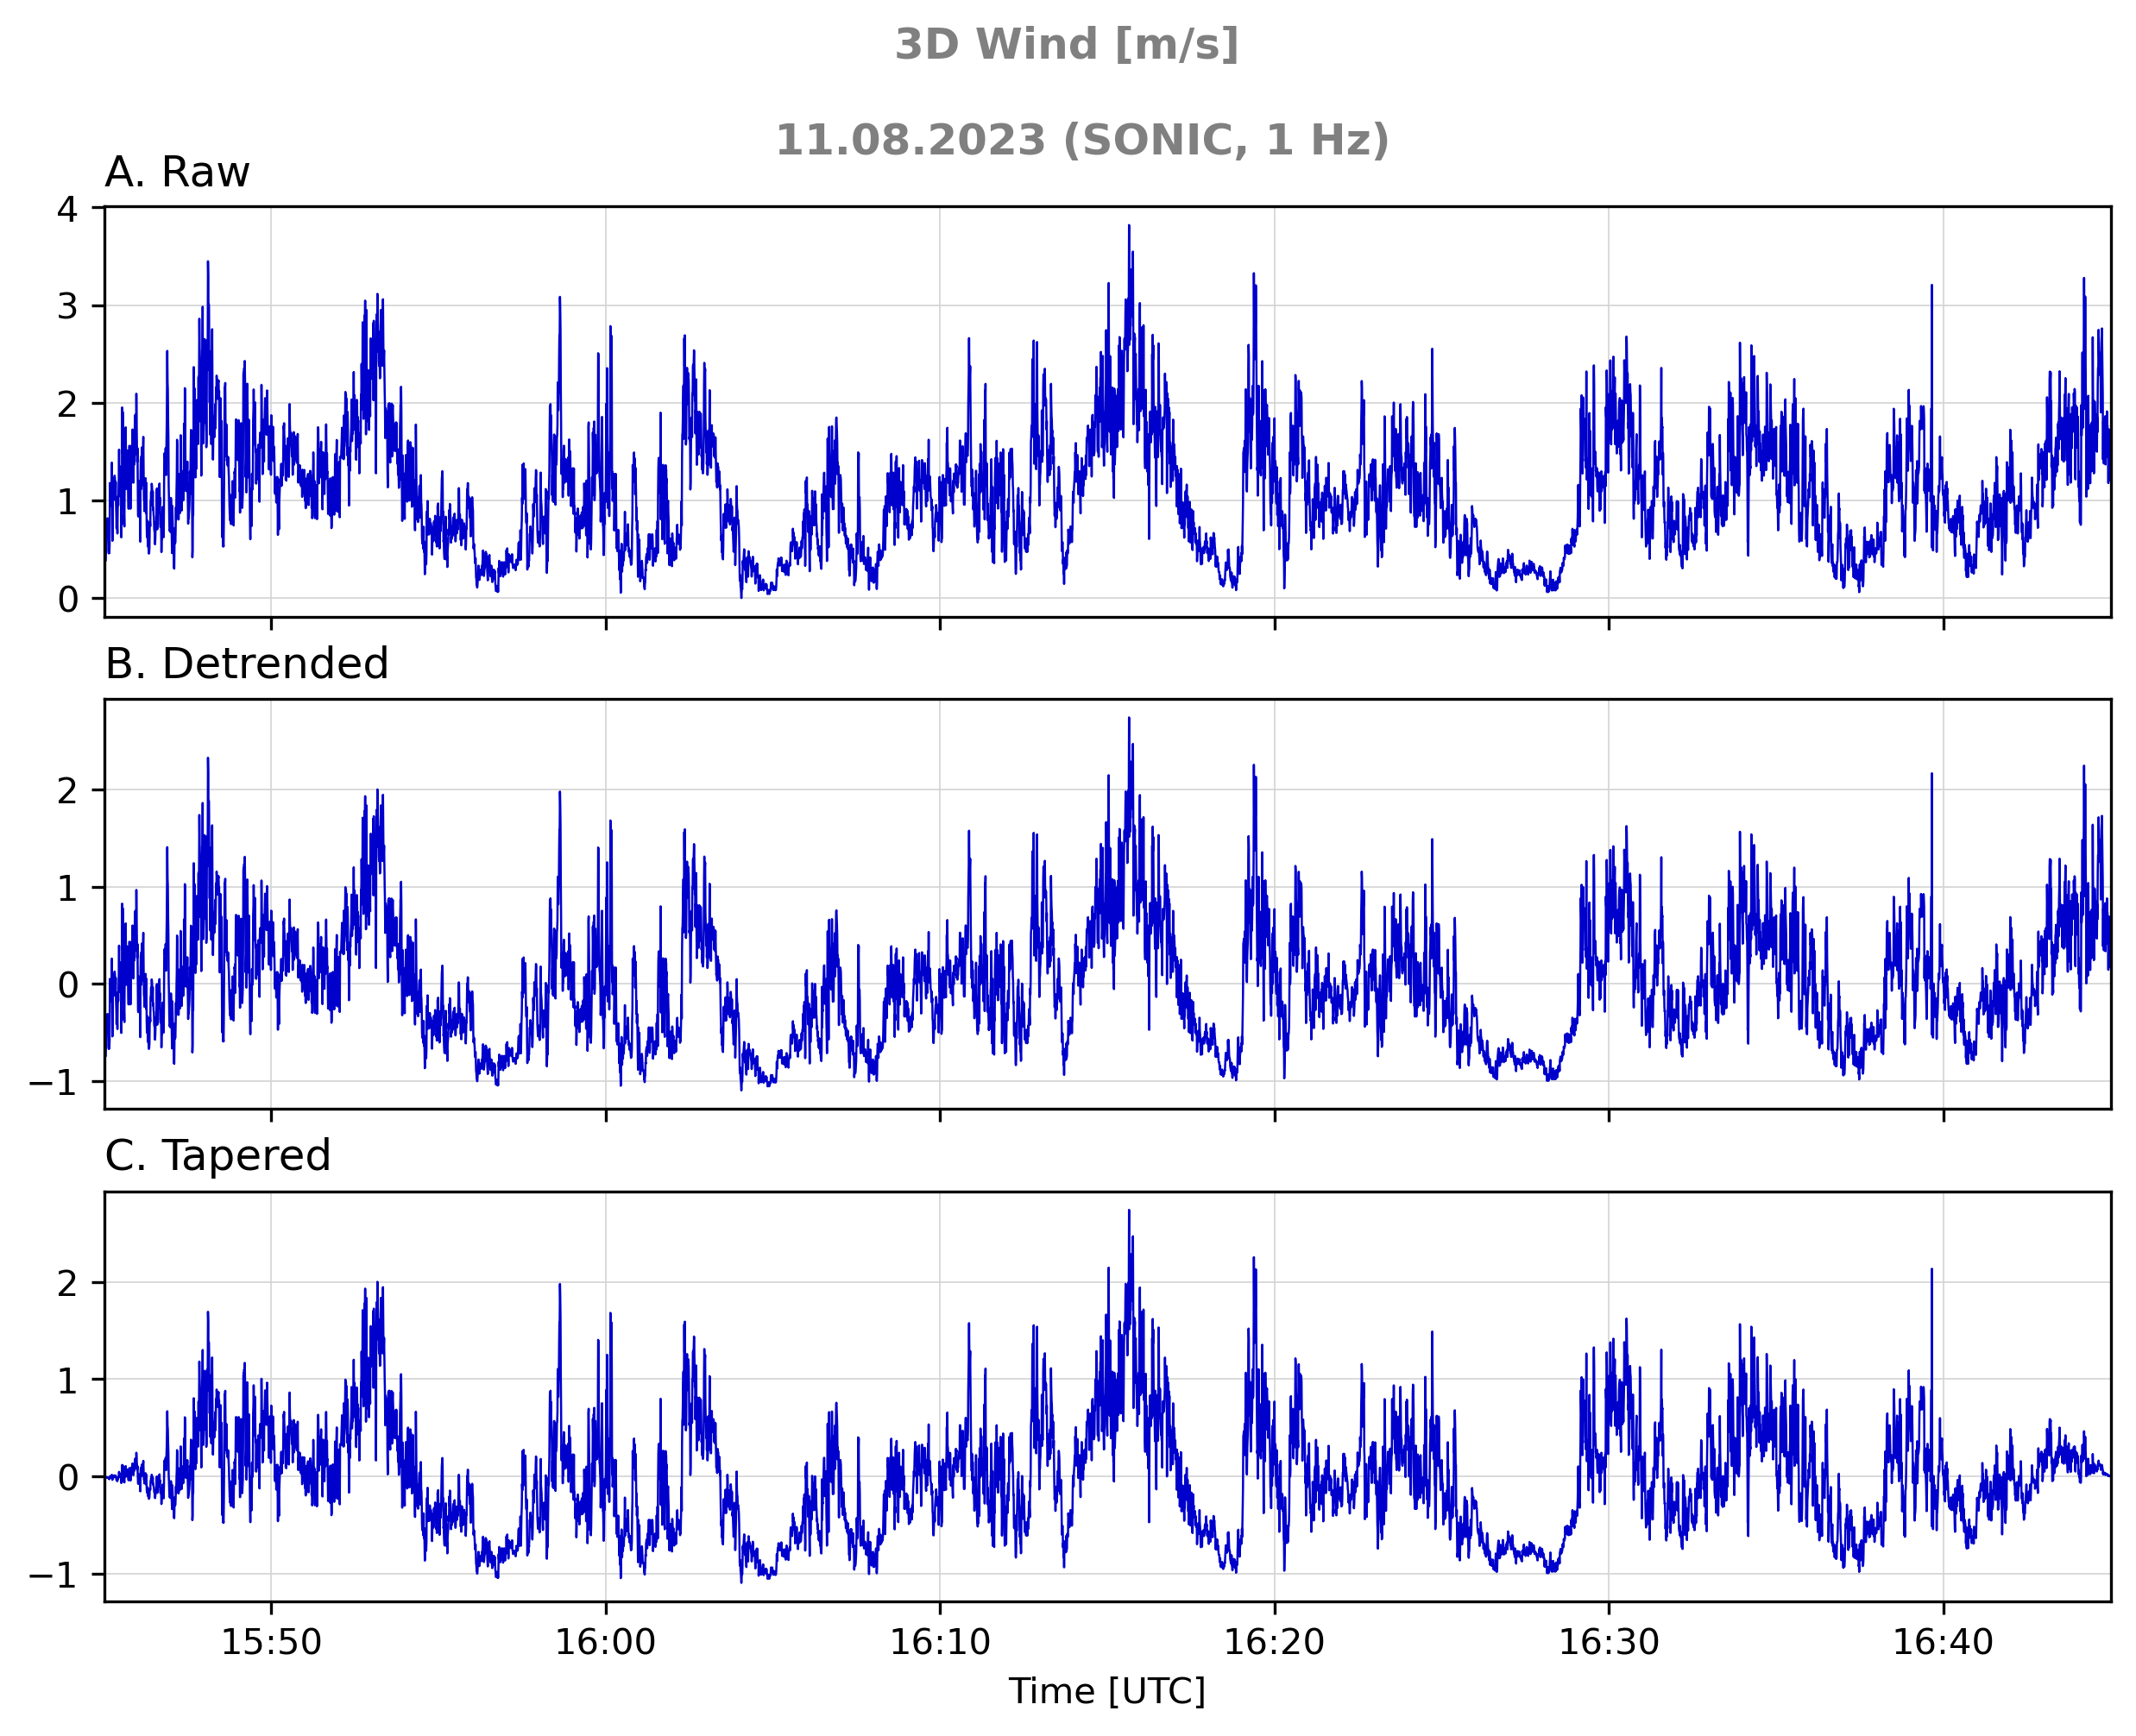 3D Wind [m/s]
11.08.2023 (SONIC, 1 Hz)
A. Raw
4
3
2
1
0
B. Detrended
2
1
0
−1
C. Tapered
2
1
0
−1
15:50 16:00 16:10 16:20 16:30 16:40
Time [UTC]